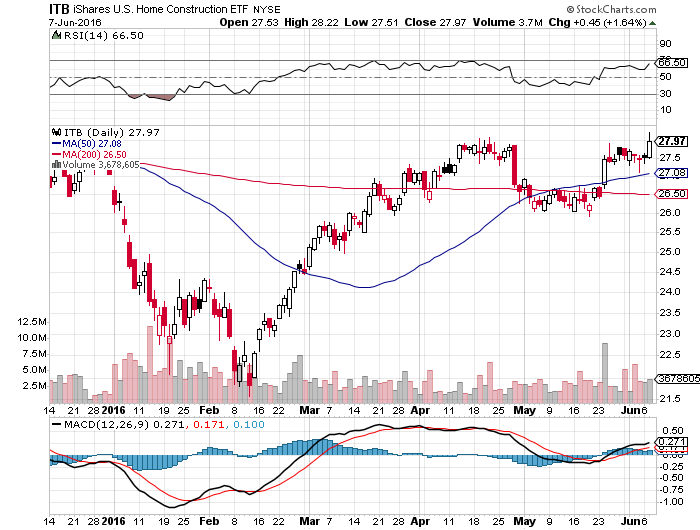 ITB iShares U.S. Home Construction ETF NYSE © StockCharts.com
7-Jun-2016 Open 27.53 High 28.22 Low 27.51 Close 27.97 Volume 3.7M Chg +0.45 (+1.64%)
RSI(14) 66.50
90
70
66.50
50
30
10
ITB (Daily) 27.97
MA(50) 27.08
MA(200) 26.50
Volume 3,678,605
27.97
27.5
27.08
26.50
26.0
25.5
25.0
24.5
24.0
23.5
23.0
22.5
22.0
21.5
12.5M
10.0M
7.5M
5.0M
2.5M
3678605
14 21 28 2016 11 19 25 Feb 8 16 22 Mar 7 14 21 28 Apr 11 18 25 May 9 16 23 Jun 6
MACD(12,26,9) 0.271, 0.171, 0.100
0.50
0.271
0.00
-0.25
-0.50
-0.75
-1.00
14 21 28 2016 11 19 25 Feb 8 16 22 Mar 7 14 21 28 Apr 11 18 25 May 9 16 23 Jun 6